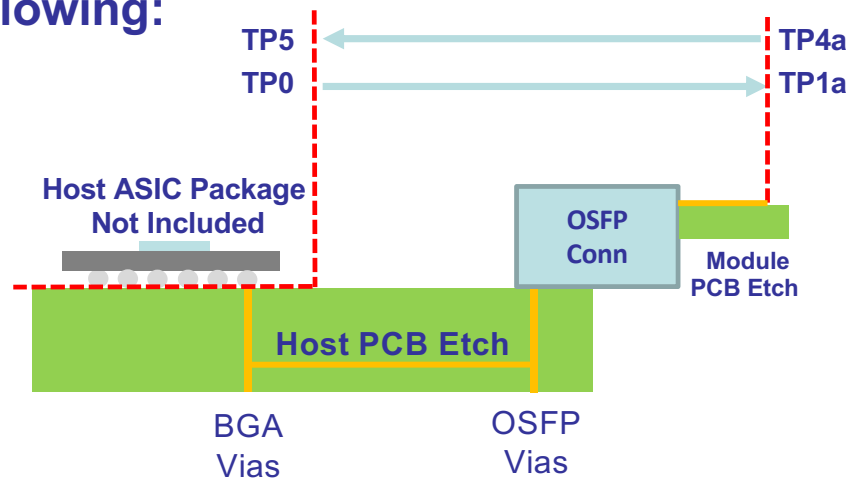 lowing:
TP5
TP4a
TP0
TP1a
Host ASIC Package
Not Included
OSFP
Conn
Module
PCB Etch
Host PCB Etch
BGA
Vias
OSFP
Vias